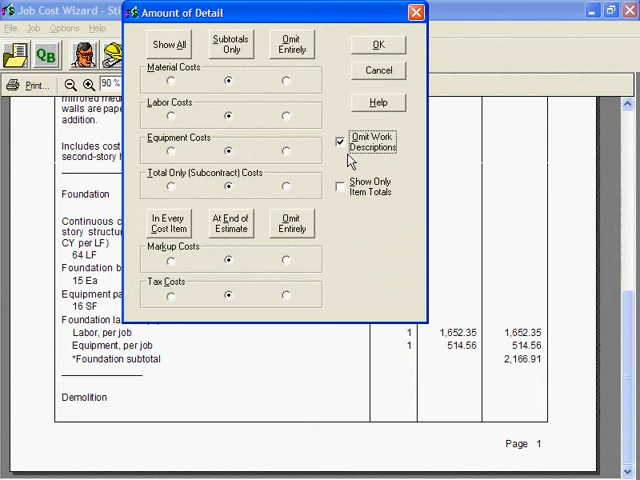 Job Cost Wizard - Sti
File Job Options Help
QB
Print... 90 %
Amount of Detail
Show All
Subtotals
Only
Omit
Entirely
OK
Material Costs
Cancel
Labor Costs
Help
Equipment Costs
Omit Work
Descriptions
Total Only (Subcontract) Costs
Show Only
Item Totals
In Every
Cost Item
At End of
Estimate
Omit
Entirely
Markup Costs
Tax Costs
mirrored medi
walls are pape
addition.
Includes cost
second-story h
Foundation
Continuous c
story structur
CY per LF)
64 LF
Foundation b
15 Ea
Equipment pa
16 SF
Foundation la
Labor, per job 1 1,652.35 1,652.35
Equipment, per job 1 514.56 514.56
*Foundation subtotal 2,166.91
Demolition
Page 1